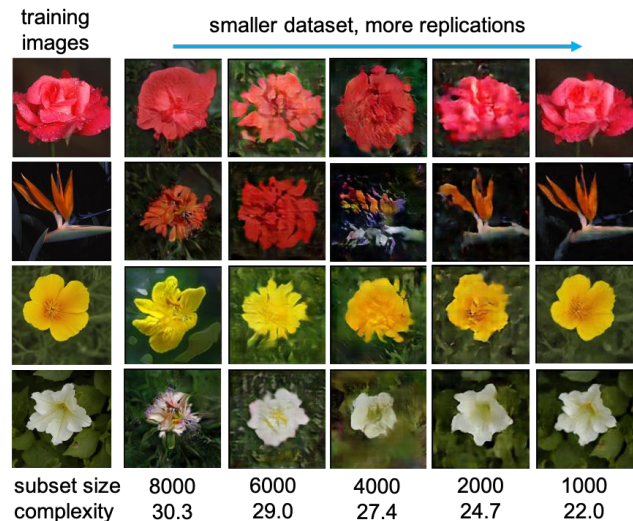 training
images
smaller dataset, more replications
subset size 8000 6000 4000 2000 1000
complexity 30.3 29.0 27.4 24.7 22.0